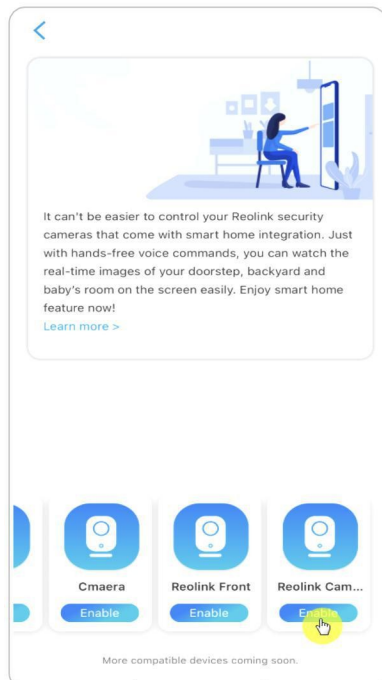 It can't be easier to control your Reolink security
cameras that come with smart home integration. Just
with hands-free voice commands, you can watch the
real-time images of your doorstep, backyard and
baby's room on the screen easily. Enjoy smart home
feature now!
Learn more >
Cmaera
Reolink Front
Reolink Cam...
Enable
Enable
Enable
More compatible devices coming soon.